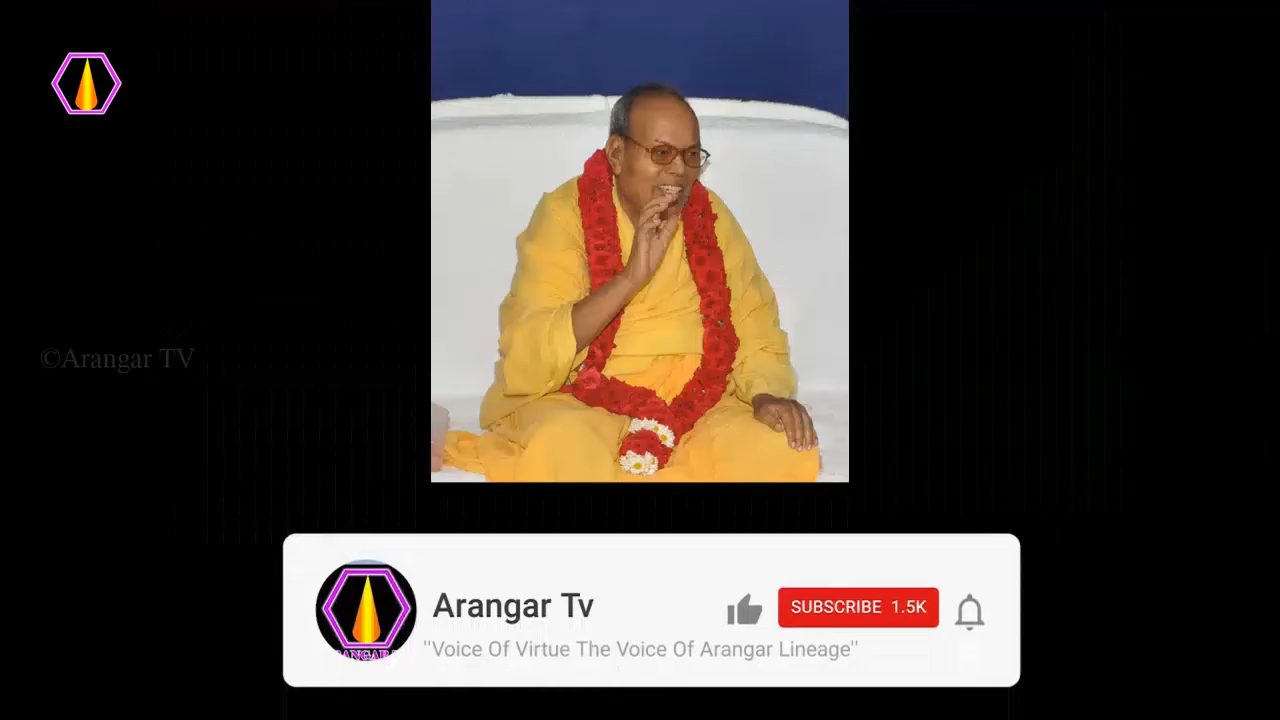 ©Arangar TV
Arangar Tv
SUBSCRIBE 1.5K
"Voice Of Virtue The Voice Of Arangar Lineage"